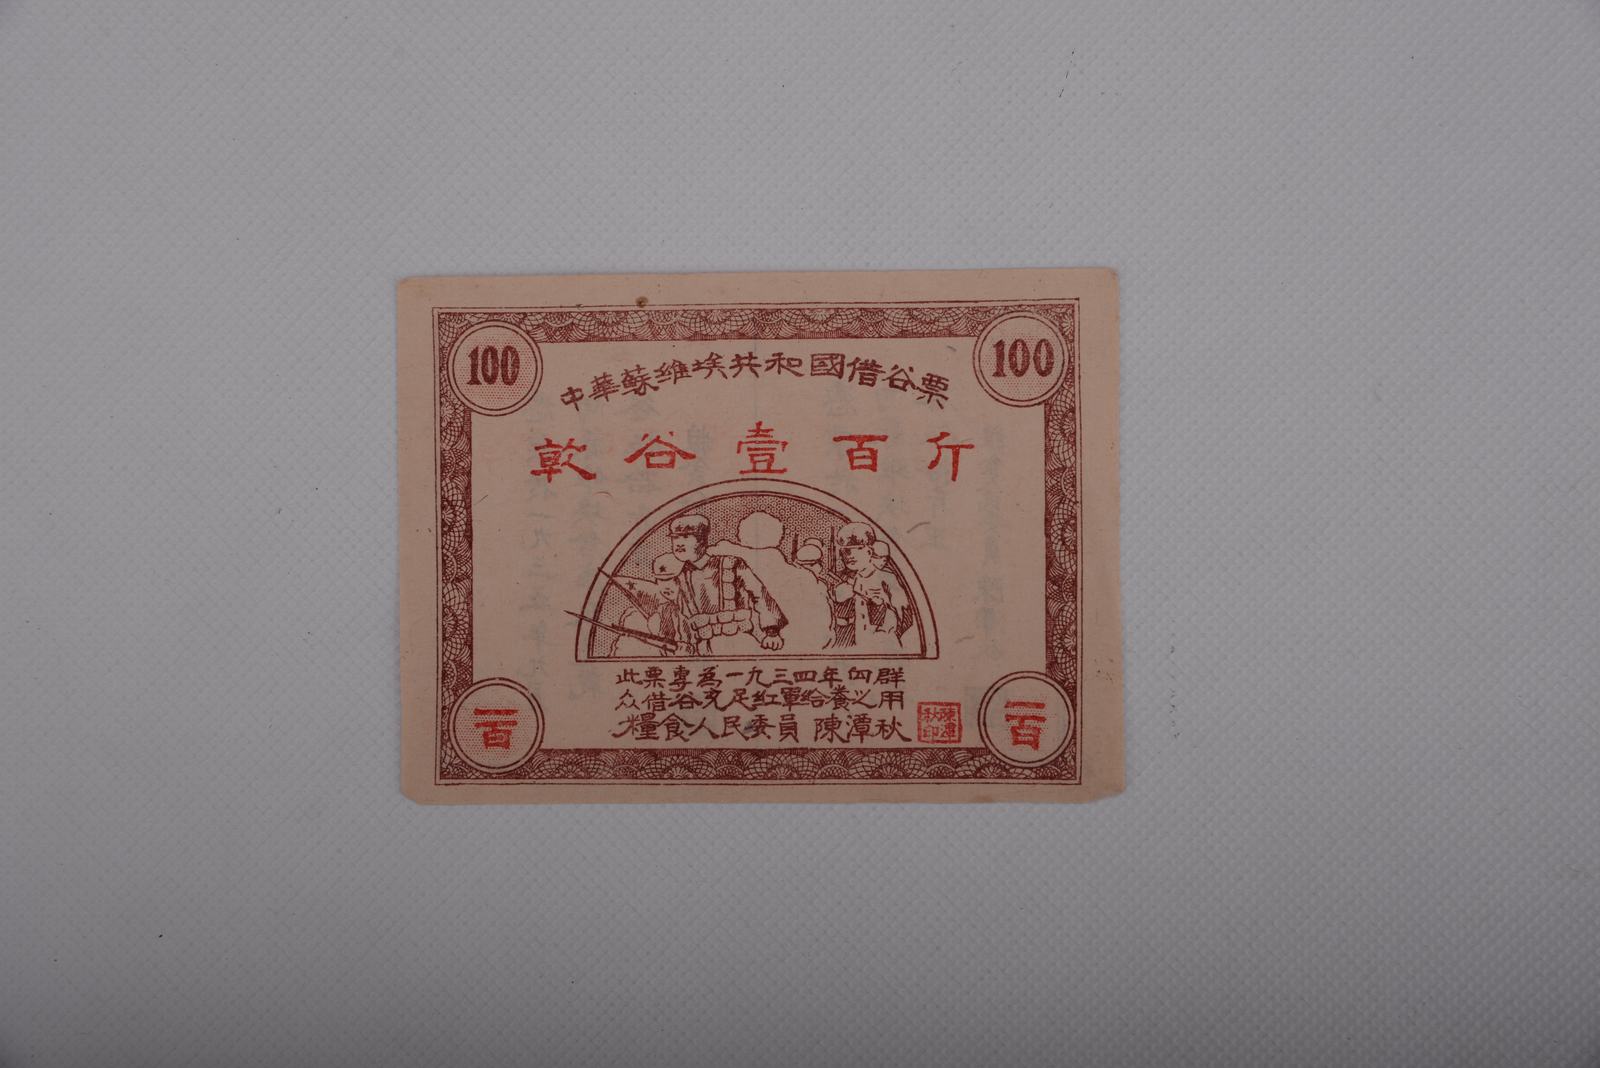 100
100
中華蘇維埃共和國借谷票
乾谷壹百斤
此票專為一九三四年向群
众借谷充足紅軍給養之用
糧食人民委員 陳潭秋
陳潭秋印
一百
一百